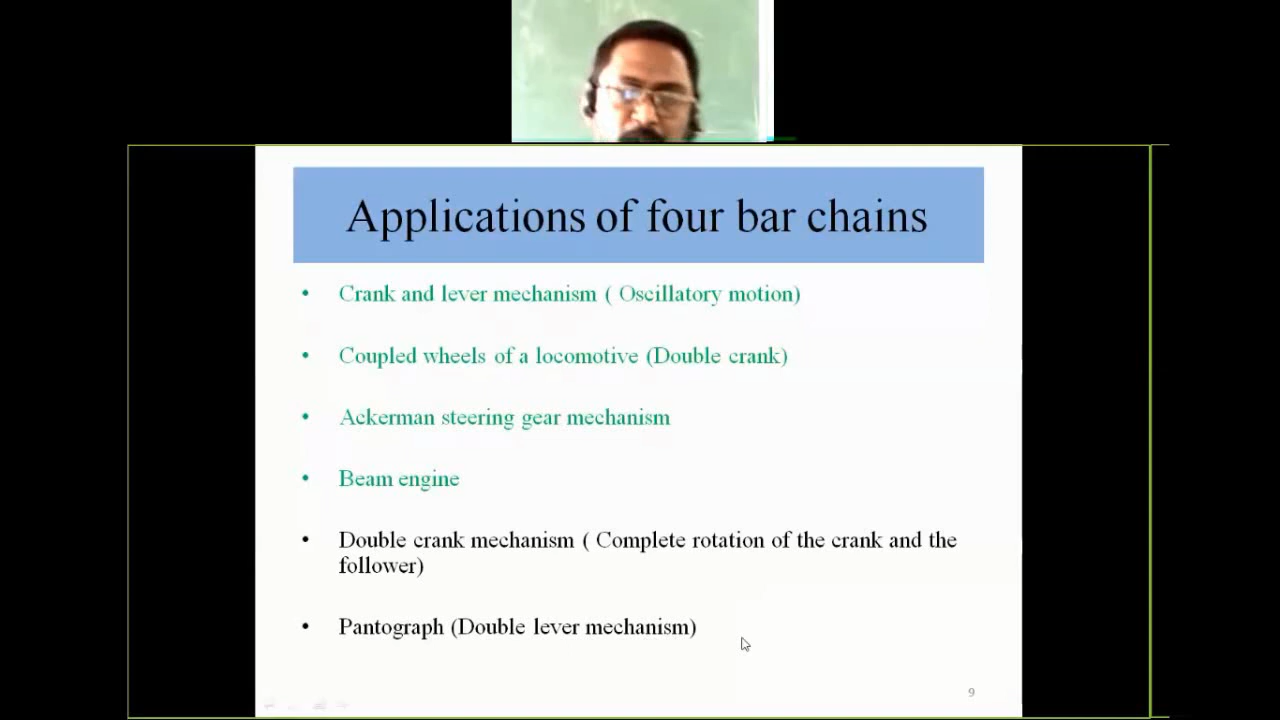 Applications of four bar chains
• Crank and lever mechanism ( Oscillatory motion)
• Coupled wheels of a locomotive (Double crank)
• Ackerman steering gear mechanism
• Beam engine
• Double crank mechanism ( Complete rotation of the crank and the
follower)
• Pantograph (Double lever mechanism)
9